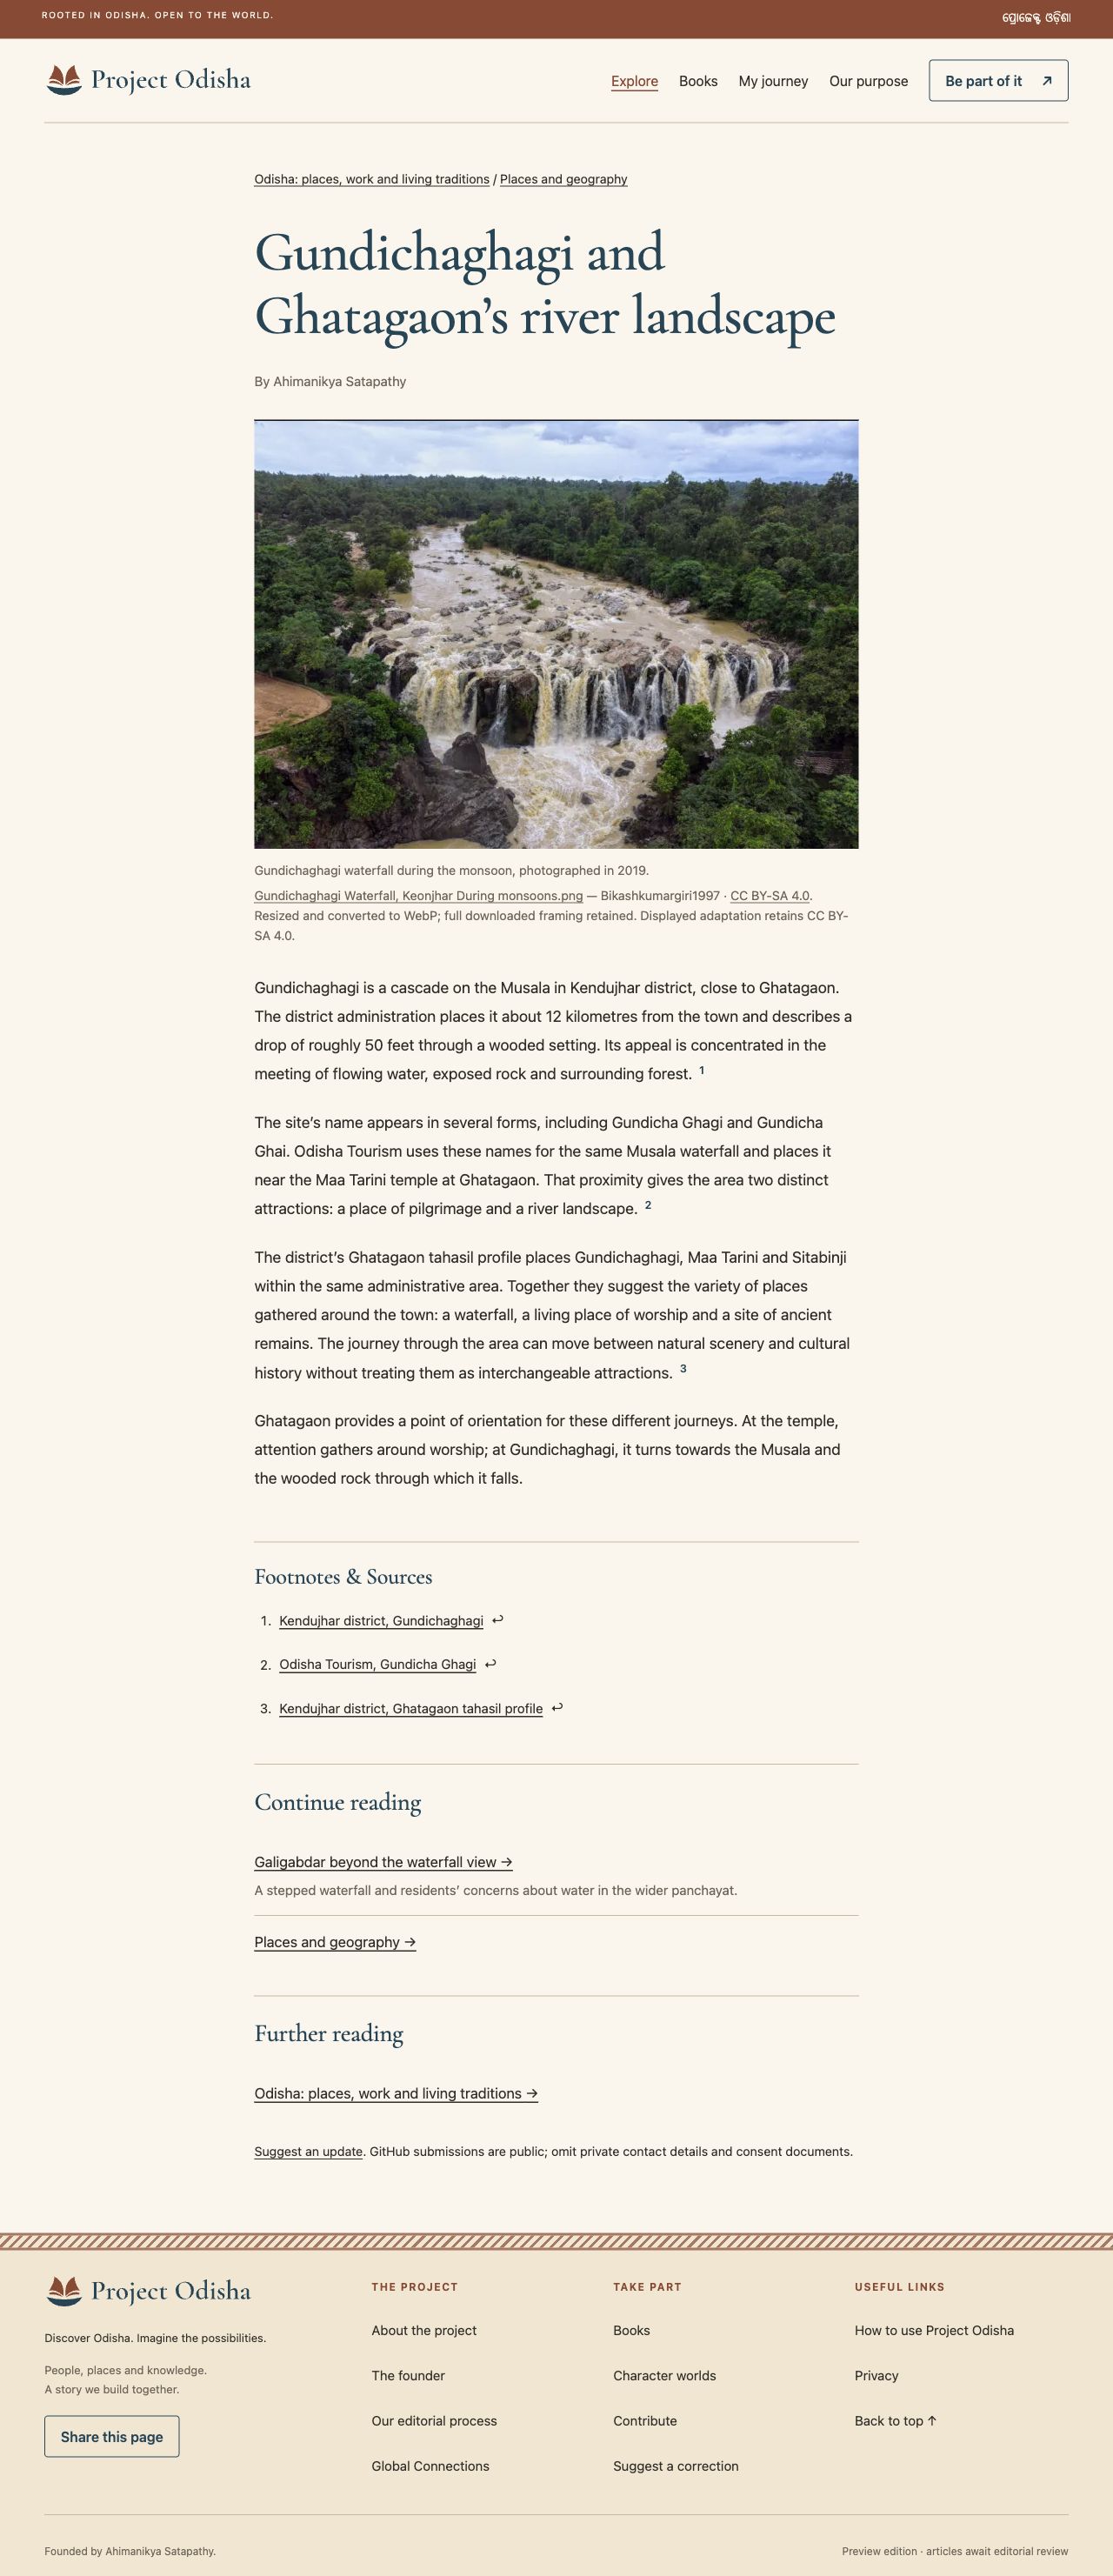 ROOTED IN ODISHA. OPEN TO THE WORLD.
ପ୍ରୋଜେକ୍ଟ ଓଡ଼ିଶା
Project Odisha
Explore
Books
My journey
Our purpose
Be part of it ↗
Odisha: places, work and living traditions / Places and geography
Gundichaghagi and
Ghatagaon’s river landscape
By Ahimanikya Satapathy
Gundichaghagi waterfall during the monsoon, photographed in 2019.
Gundichaghagi Waterfall, Keonjhar During monsoons.png — Bikashkumargiri1997 · CC BY-SA 4.0.
Resized and converted to WebP; full downloaded framing retained. Displayed adaptation retains CC BY-
SA 4.0.
Gundichaghagi is a cascade on the Musala in Kendujhar district, close to Ghatagaon.
The district administration places it about 12 kilometres from the town and describes a
drop of roughly 50 feet through a wooded setting. Its appeal is concentrated in the
meeting of flowing water, exposed rock and surrounding forest. 1
The site’s name appears in several forms, including Gundicha Ghagi and Gundicha
Ghai. Odisha Tourism uses these names for the same Musala waterfall and places it
near the Maa Tarini temple at Ghatagaon. That proximity gives the area two distinct
attractions: a place of pilgrimage and a river landscape. 2
The district’s Ghatagaon tahasil profile places Gundichaghagi, Maa Tarini and Sitabinji
within the same administrative area. Together they suggest the variety of places
gathered around the town: a waterfall, a living place of worship and a site of ancient
remains. The journey through the area can move between natural scenery and cultural
history without treating them as interchangeable attractions. 3
Ghatagaon provides a point of orientation for these different journeys. At the temple,
attention gathers around worship; at Gundichaghagi, it turns towards the Musala and
the wooded rock through which it falls.
Footnotes & Sources
1. Kendujhar district, Gundichaghagi ↩
2. Odisha Tourism, Gundicha Ghagi ↩
3. Kendujhar district, Ghatagaon tahasil profile ↩
Continue reading
Galigabdar beyond the waterfall view →
A stepped waterfall and residents’ concerns about water in the wider panchayat.
Places and geography →
Further reading
Odisha: places, work and living traditions →
Suggest an update. GitHub submissions are public; omit private contact details and consent documents.
Project Odisha
Discover Odisha. Imagine the possibilities.
People, places and knowledge.
A story we build together.
Share this page
THE PROJECT
About the project
The founder
Our editorial process
Global Connections
TAKE PART
Books
Character worlds
Contribute
Suggest a correction
USEFUL LINKS
How to use Project Odisha
Privacy
Back to top ↑
Founded by Ahimanikya Satapathy.
Preview edition · articles await editorial review